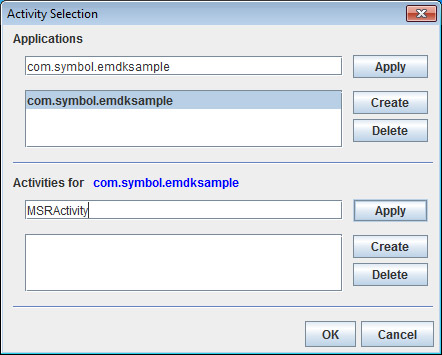 Activity Selection
Applications
com.symbol.emdksample
Apply
com.symbol.emdksample
Create
Delete
Activities for com.symbol.emdksample
MSRActivity
Apply
Create
Delete
OK Cancel